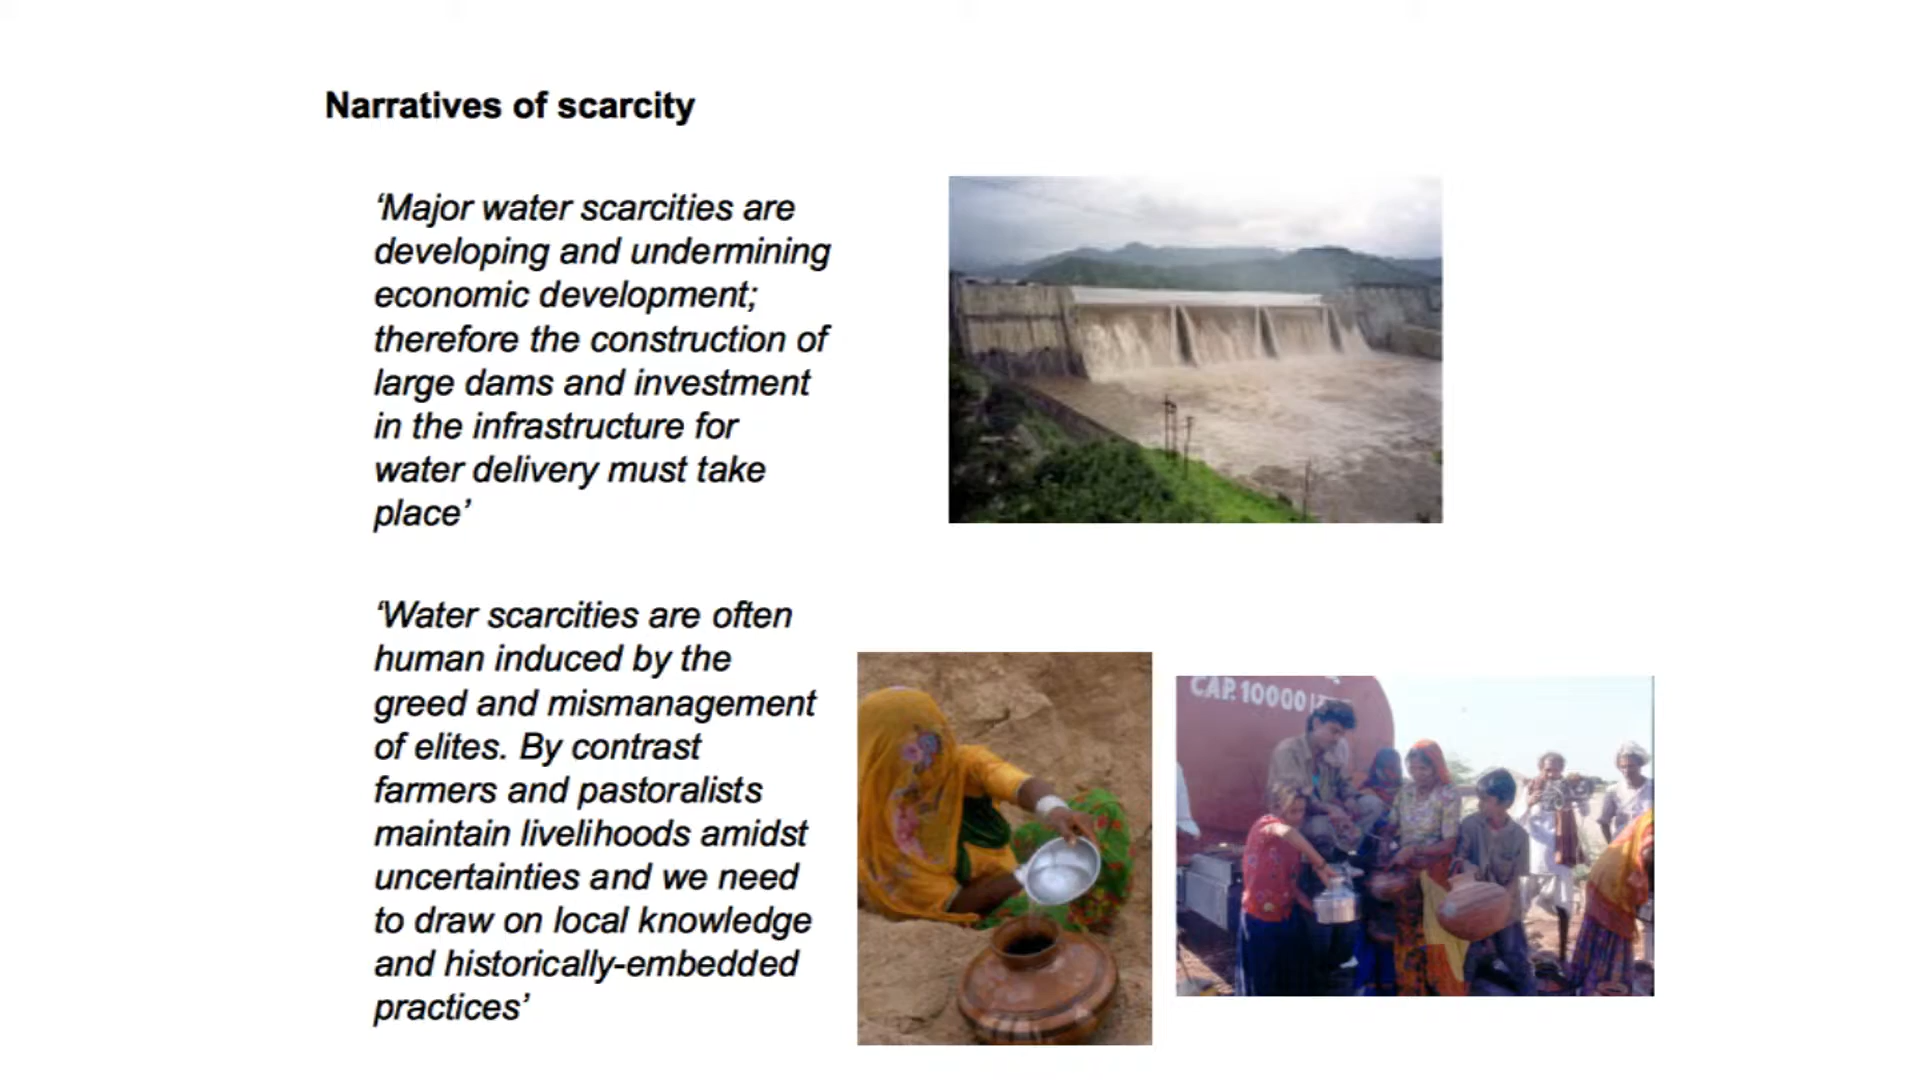 Narratives of scarcity
‘Major water scarcities are
developing and undermining
economic development;
therefore the construction of
large dams and investment
in the infrastructure for
water delivery must take
place’
‘Water scarcities are often
human induced by the
greed and mismanagement
of elites. By contrast
farmers and pastoralists
maintain livelihoods amidst
uncertainties and we need
to draw on local knowledge
and historically-embedded
practices’
CAP. 10000